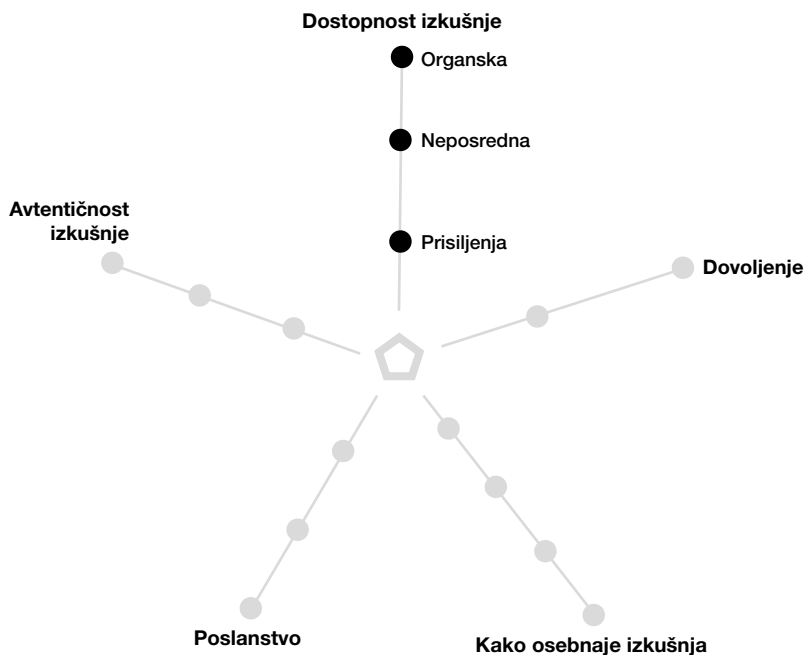 Dostopnost izkušnje
Organska
Neposredna
Avtentičnost
izkušnje
Prisiljenja
Dovoljenje
Poslanstvo
Kako osebnaje izkušnja